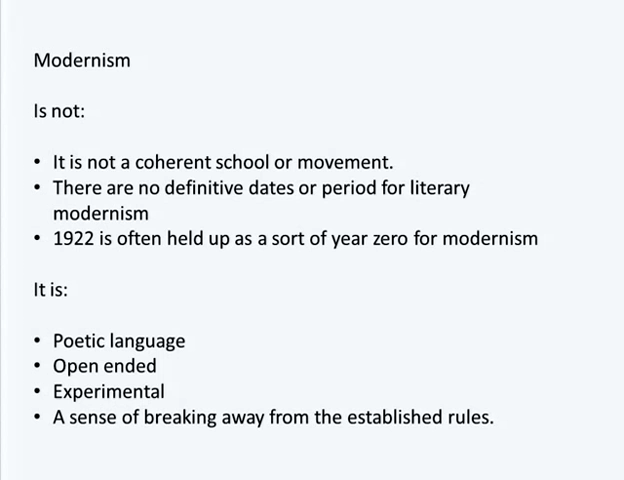 Modernism
Is not:
• It is not a coherent school or movement.
• There are no definitive dates or period for literary
modernism
• 1922 is often held up as a sort of year zero for modernism
It is:
• Poetic language
• Open ended
• Experimental
• A sense of breaking away from the established rules.